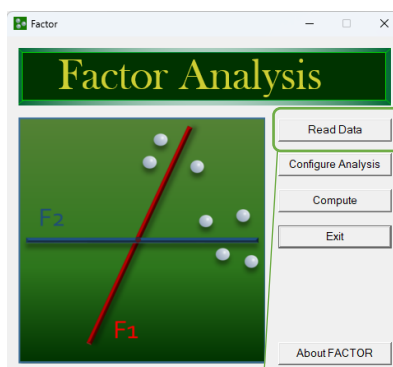 Factor
Factor Analysis
Read Data
Configure Analysis
Compute
Exit
F2
F1
About FACTOR